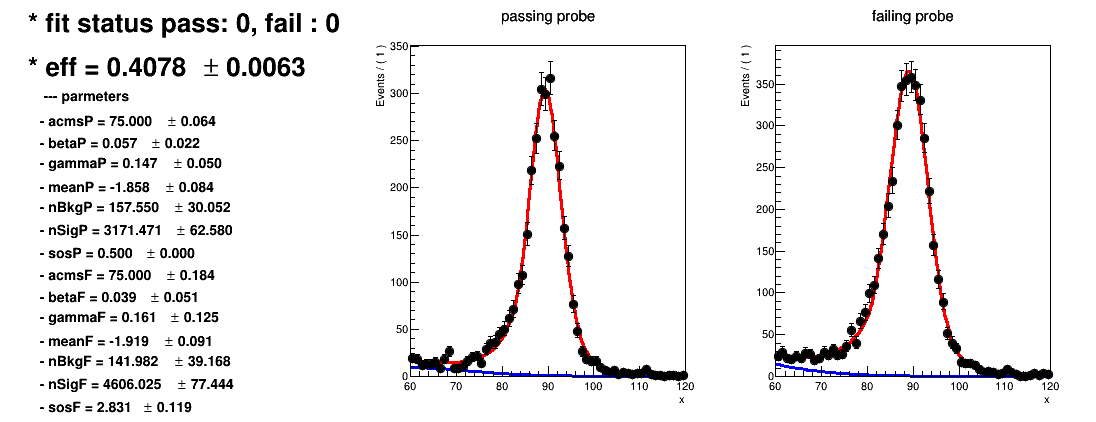 * fit status pass: 0, fail : 0
* eff = 0.4078 ± 0.0063
--- parmeters
- acmsP = 75.000 ± 0.064
- betaP = 0.057 ± 0.022
- gammaP = 0.147 ± 0.050
- meanP = -1.858 ± 0.084
- nBkgP = 157.550 ± 30.052
- nSigP = 3171.471 ± 62.580
- sosP = 0.500 ± 0.000
- acmsF = 75.000 ± 0.184
- betaF = 0.039 ± 0.051
- gammaF = 0.161 ± 0.125
- meanF = -1.919 ± 0.091
- nBkgF = 141.982 ± 39.168
- nSigF = 4606.025 ± 77.444
- sosF = 2.831 ± 0.119
passing probe
Events / ( 1 )
350
300
250
200
150
100
50
0
60 70 80 90 100 110 120
x
failing probe
Events / ( 1 )
350
300
250
200
150
100
50
0
60 70 80 90 100 110 120
x